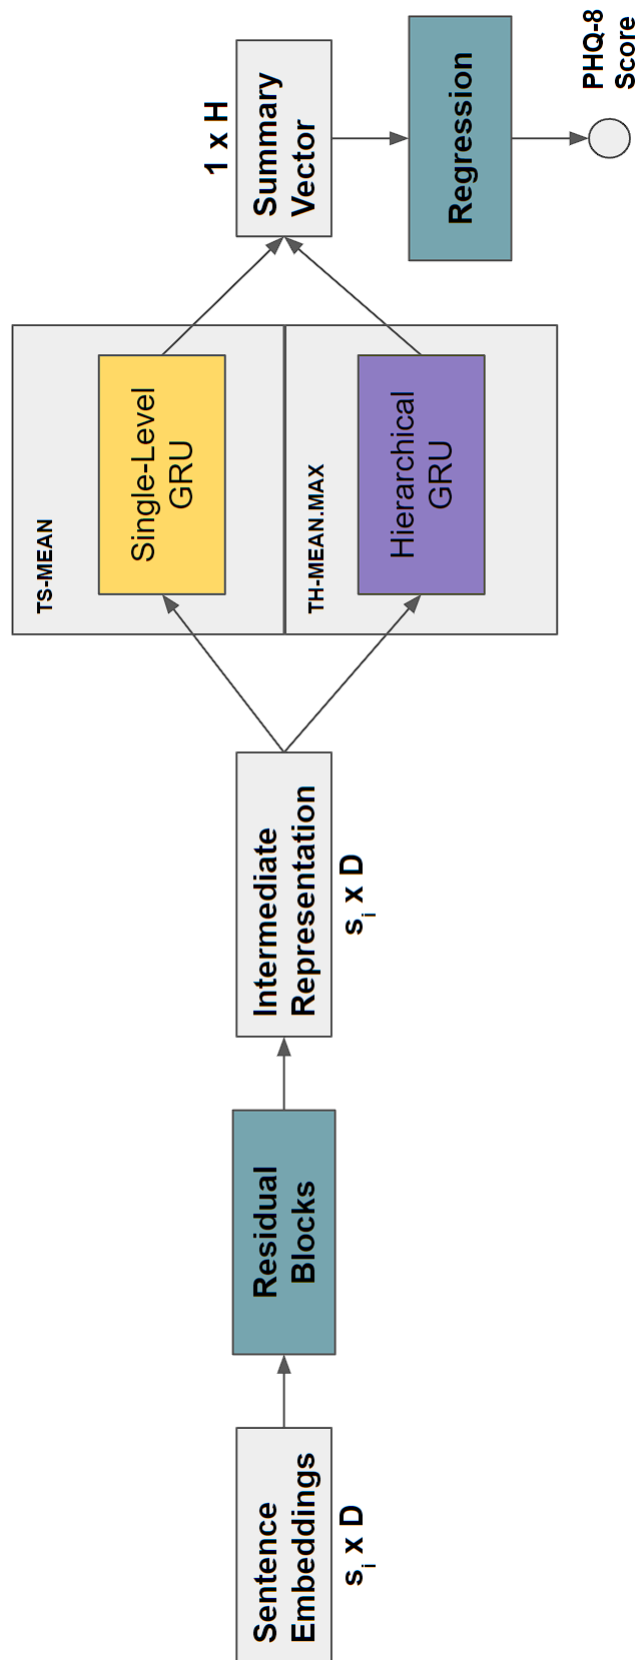 Sentence
Embeddings
s_i x D
Residual
Blocks
Intermediate
Representation
s_i x D
TS-MEAN
Single-Level
GRU
TH-MEAN.MAX
Hierarchical
GRU
1 x H
Summary
Vector
Regression
PHQ-8
Score